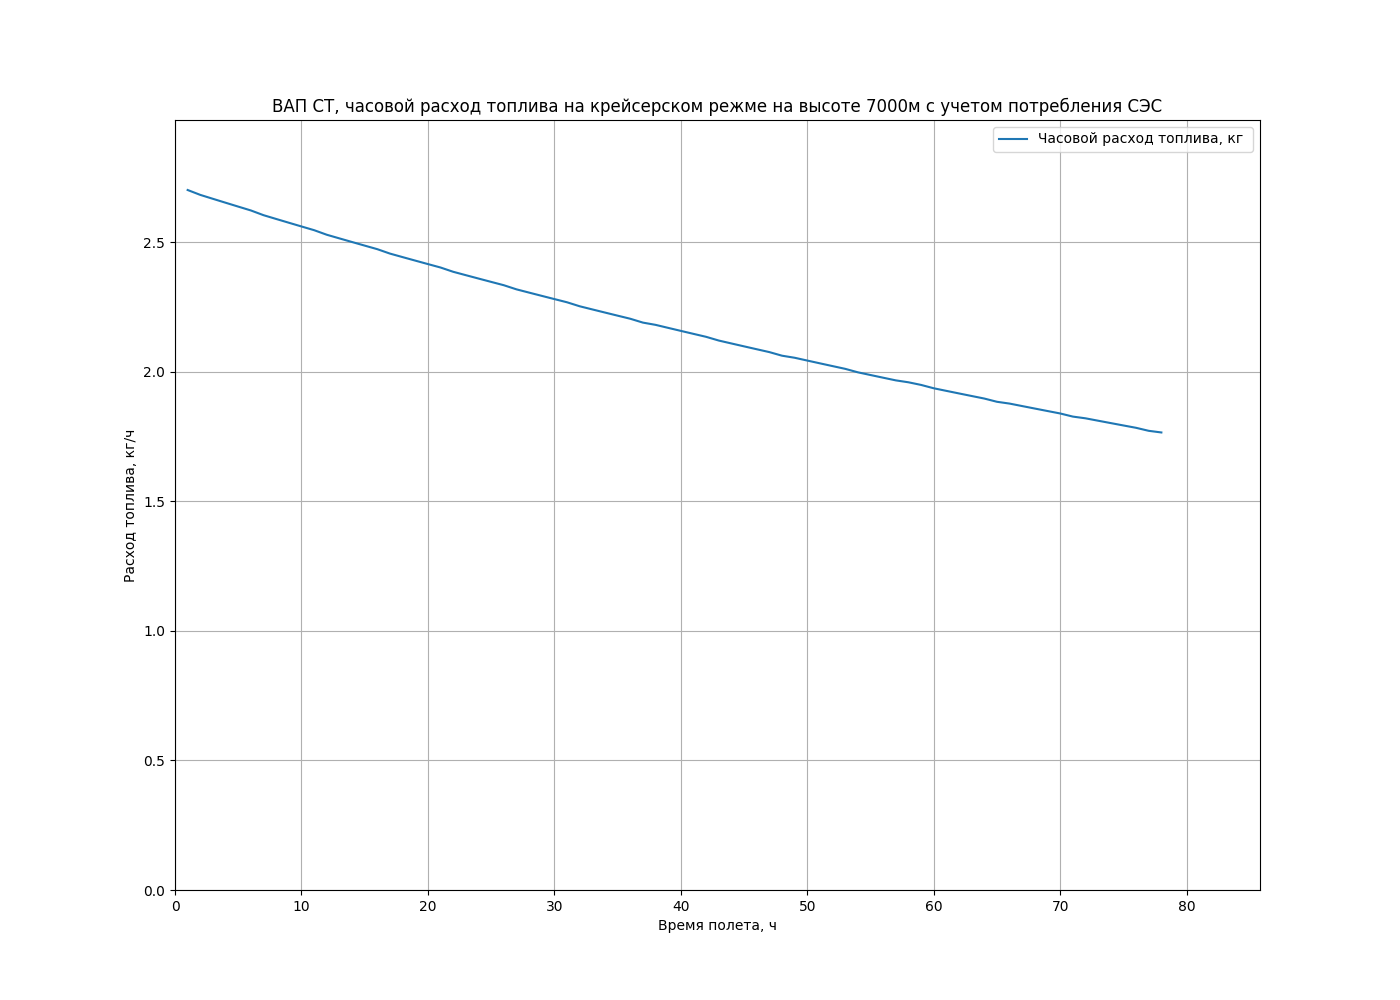 ВАП СТ, часовой расход топлива на крейсерском режме на высоте 7000м с учетом потребления СЭС
Часовой расход топлива, кг
2.5
2.0
1.5
1.0
0.5
0.0
Расход топлива, кг/ч
0 10 20 30 40 50 60 70 80
Время полета, ч